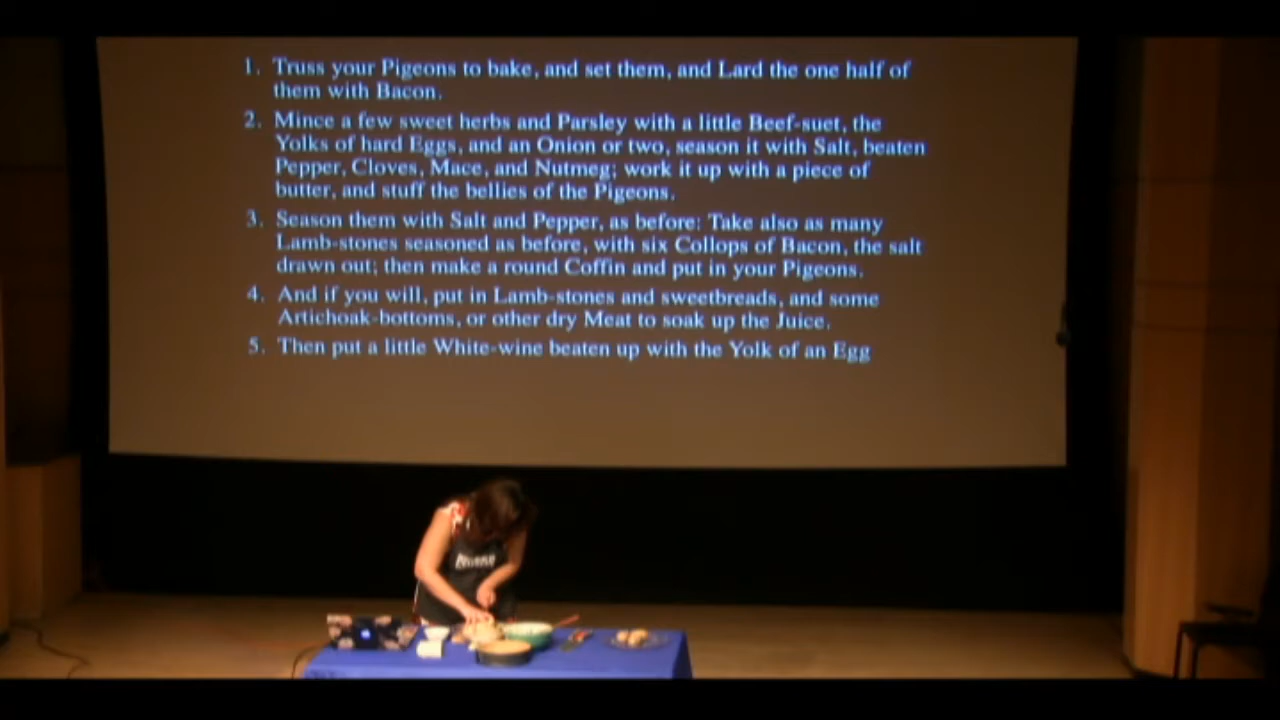 1. Truss your Pigeons to bake, and set them, and Lard the one half of
them with Bacon.
2. Mince a few sweet herbs and Parsley with a little Beef-suet, the
Yolks of hard Eggs, and an Onion or two, season it with Salt, beaten
Pepper, Cloves, Mace, and Nutmeg; work it up with a piece of
butter, and stuff the bellies of the Pigeons.
3. Season them with Salt and Pepper, as before: Take also as many
Lamb-stones seasoned as before, with six Collops of Bacon, the salt
drawn out; then make a round Coffin and put in your Pigeons.
4. And if you will, put in Lamb-stones and sweetbreads, and some
Artichoak-bottoms, or other dry Meat to soak up the Juice.
5. Then put a little White-wine beaten up with the Yolk of an Egg